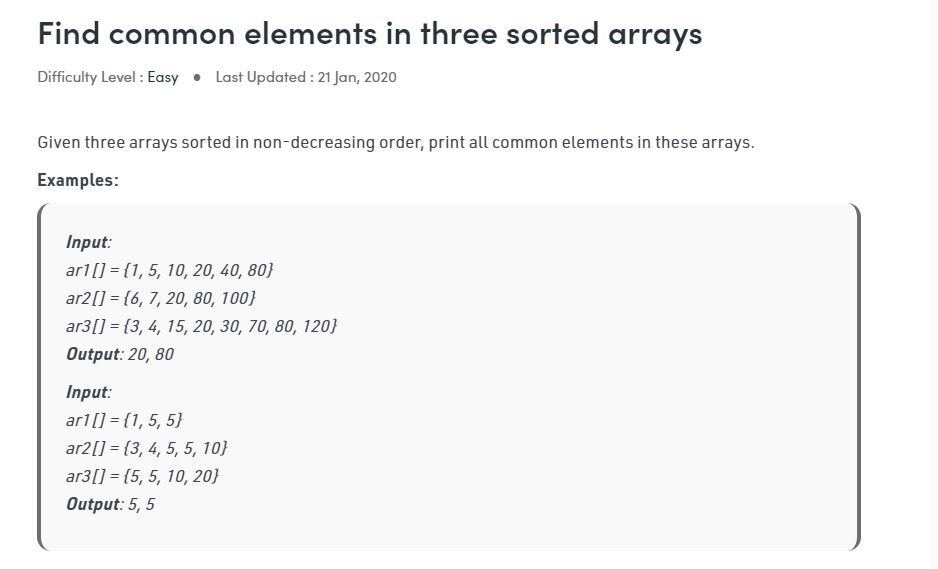 Find common elements in three sorted arrays
Difficulty Level : Easy ● Last Updated : 21 Jan, 2020
Given three arrays sorted in non-decreasing order, print all common elements in these arrays.
Examples:
Input:
ar1[] = {1, 5, 10, 20, 40, 80}
ar2[] = {6, 7, 20, 80, 100}
ar3[] = {3, 4, 15, 20, 30, 70, 80, 120}
Output: 20, 80
Input:
ar1[] = {1, 5, 5}
ar2[] = {3, 4, 5, 5, 10}
ar3[] = {5, 5, 10, 20}
Output: 5, 5